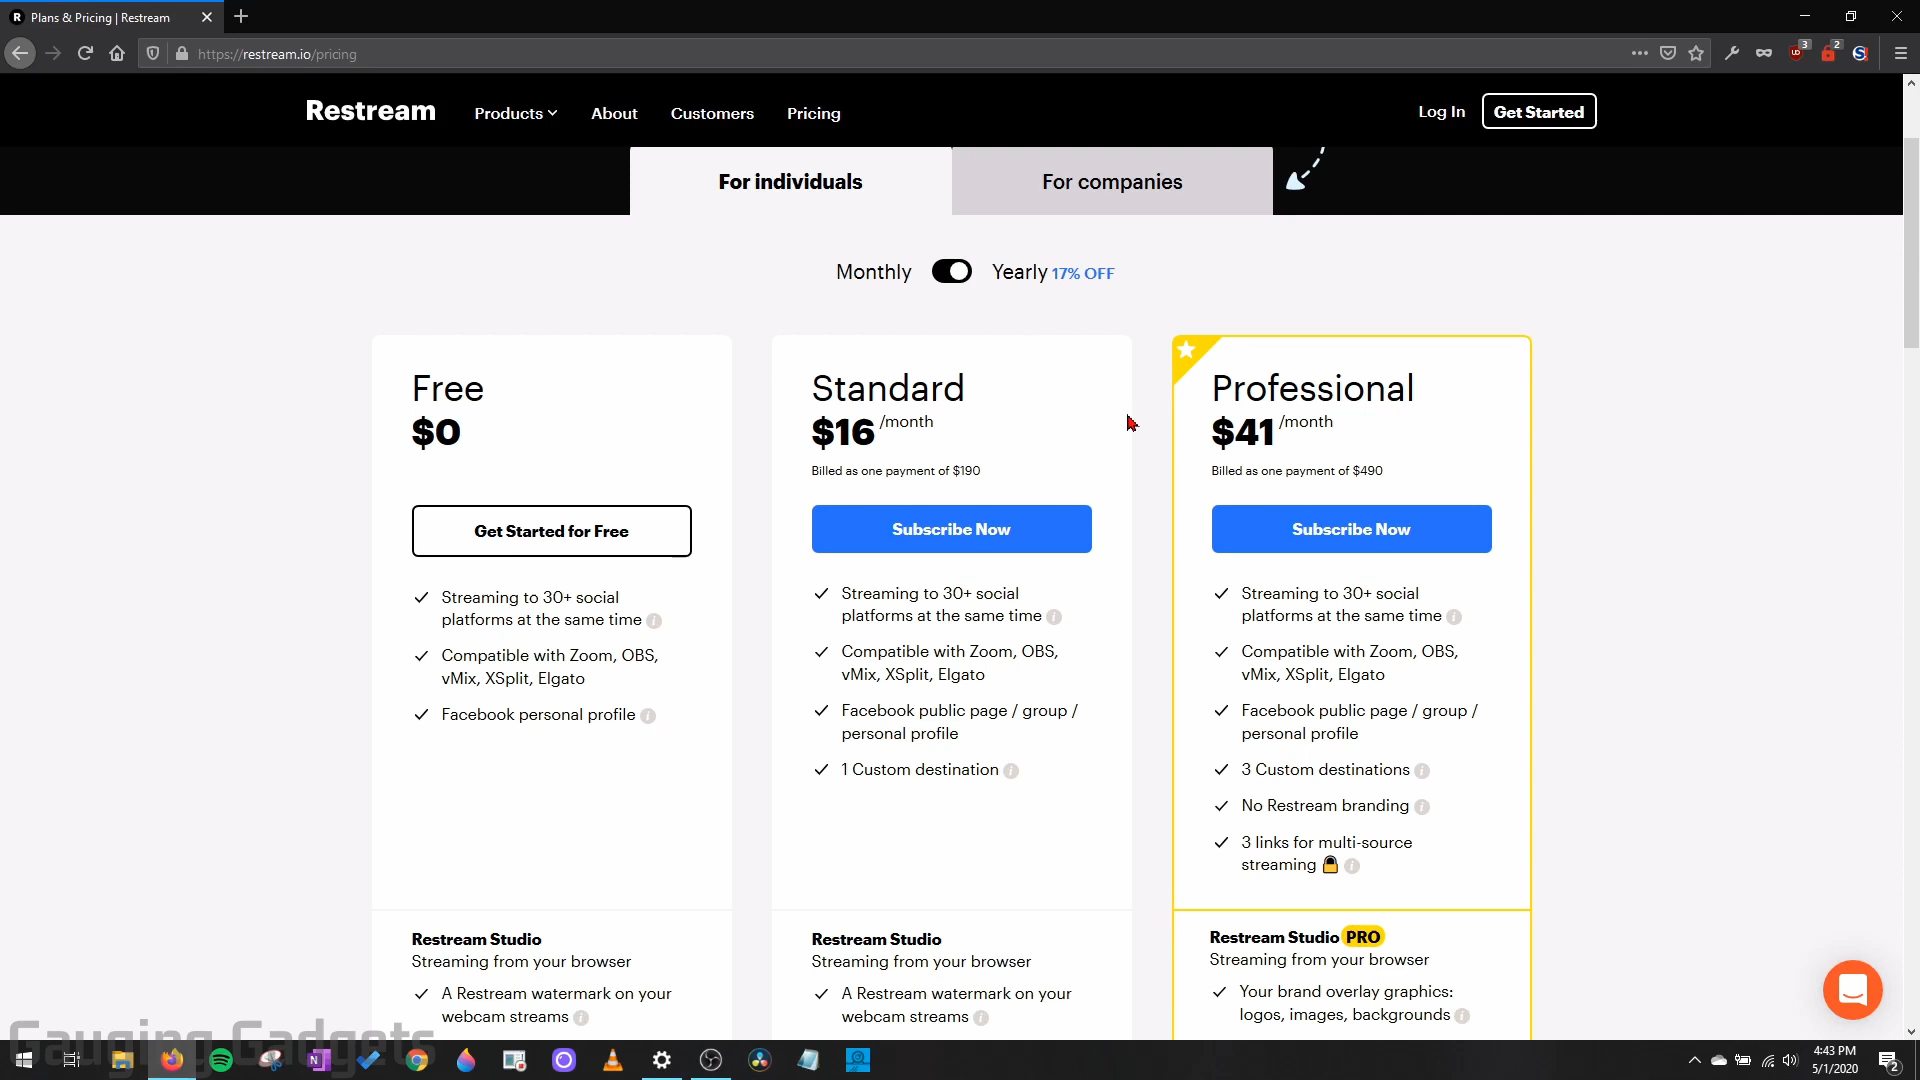 Plans & Pricing | Restream
https://restream.io/pricing
3
2
Restream
Products
About
Customers
Pricing
Log In
Get Started
For individuals
For companies
Monthly
Yearly 17% OFF
Free
$0
Get Started for Free
Streaming to 30+ social
platforms at the same time
Compatible with Zoom, OBS,
vMix, XSplit, Elgato
Facebook personal profile
Restream Studio
Streaming from your browser
A Restream watermark on your
webcam streams
Standard
$16 /month
Billed as one payment of $190
Subscribe Now
Streaming to 30+ social
platforms at the same time
Compatible with Zoom, OBS,
vMix, XSplit, Elgato
Facebook public page / group /
personal profile
1 Custom destination
Restream Studio
Streaming from your browser
A Restream watermark on your
webcam streams
Professional
$41 /month
Billed as one payment of $490
Subscribe Now
Streaming to 30+ social
platforms at the same time
Compatible with Zoom, OBS,
vMix, XSplit, Elgato
Facebook public page / group /
personal profile
3 Custom destinations
No Restream branding
3 links for multi-source
streaming
Restream Studio PRO
Streaming from your browser
Your brand overlay graphics:
logos, images, backgrounds
Gauging Gadgets
4:43 PM
5/1/2020
2